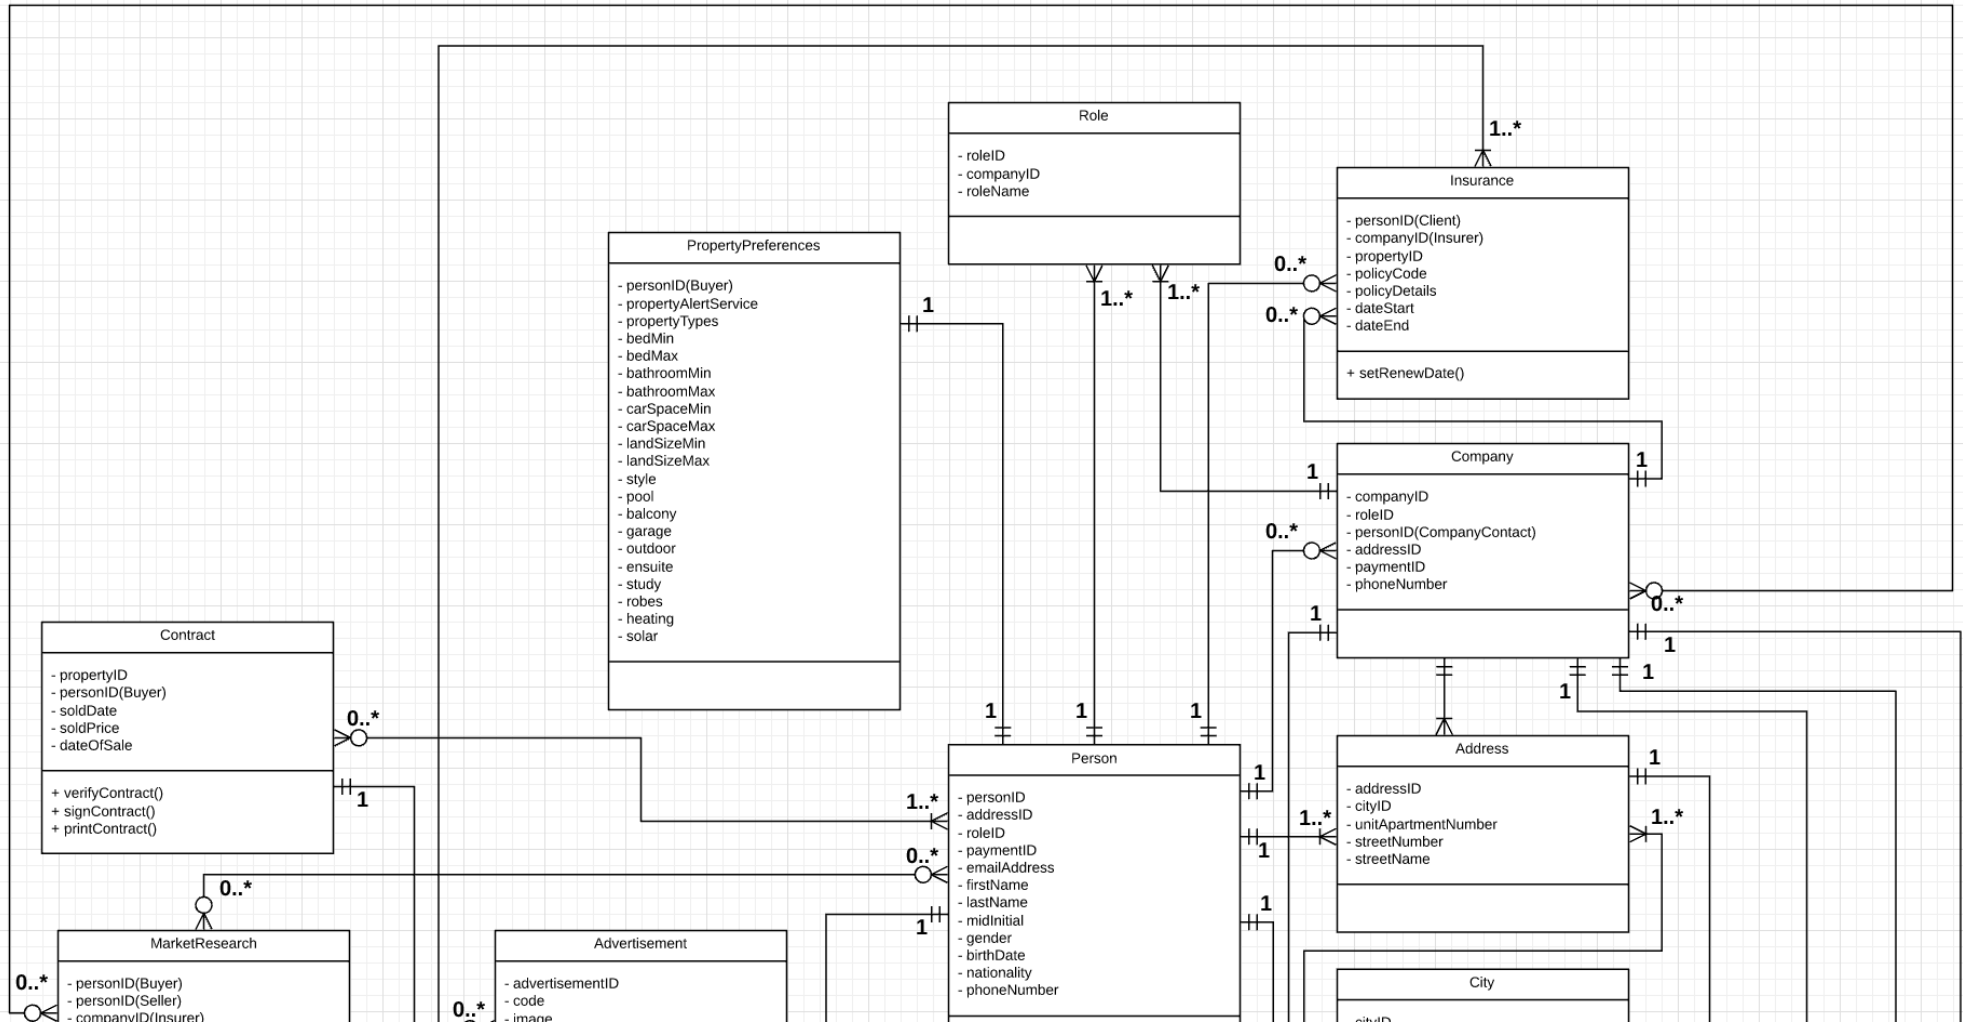 Role
- roleID
- companyID
- roleName
1..*
1..*
1..*
Insurance
- personID(Client)
- companyID(Insurer)
- propertyID
- policyCode
- policyDetails
- dateStart
- dateEnd
+ setRenewDate()
0..*
0..*
PropertyPreferences
- personID(Buyer)
- propertyAlertService
- propertyTypes
- bedMin
- bedMax
- bathroomMin
- bathroomMax
- carSpaceMin
- carSpaceMax
- landSizeMin
- landSizeMax
- style
- pool
- balcony
- garage
- outdoor
- ensuite
- study
- robes
- heating
- solar
1
Company
- companyID
- roleID
- personID(CompanyContact)
- addressID
- paymentID
- phoneNumber
1
1
0..*
1
0..*
1
1
1
Contract
- propertyID
- personID(Buyer)
- soldDate
- soldPrice
- dateOfSale
+ verifyContract()
+ signContract()
+ printContract()
0..*
1
1
1
1
Person
- personID
- addressID
- roleID
- paymentID
- emailAddress
- firstName
- lastName
- midInitial
- gender
- birthDate
- nationality
- phoneNumber
1..*
0..*
1
1
1
1
1..*
Address
- addressID
- cityID
- unitApartmentNumber
- streetNumber
- streetName
1
1..*
0..*
MarketResearch
- personID(Buyer)
- personID(Seller)
- companyID(Insurer)
0..*
Advertisement
- advertisementID
- code
- image
0..*
City
- cityID